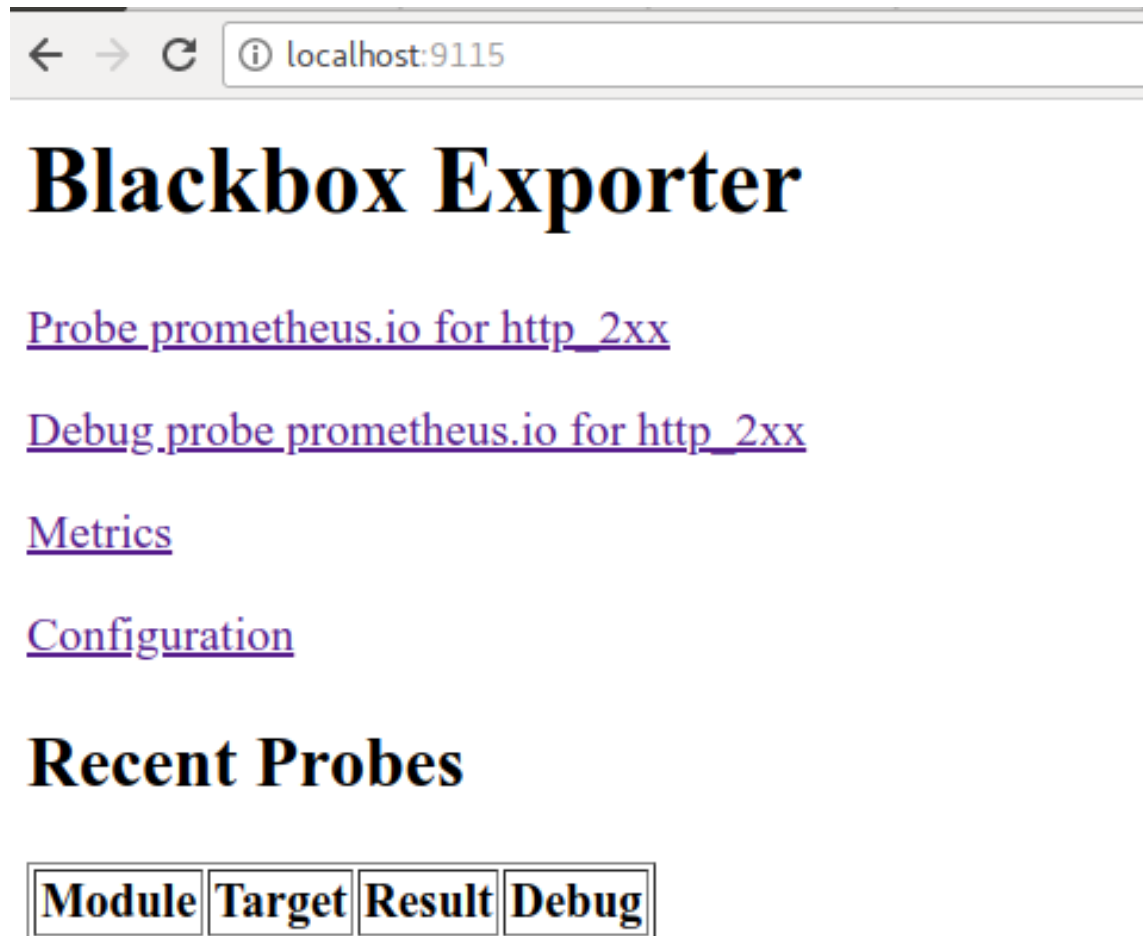 localhost:9115
Blackbox Exporter
Probe prometheus.io for http_2xx
Debug probe prometheus.io for http_2xx
Metrics
Configuration
Recent Probes
Module Target Result Debug